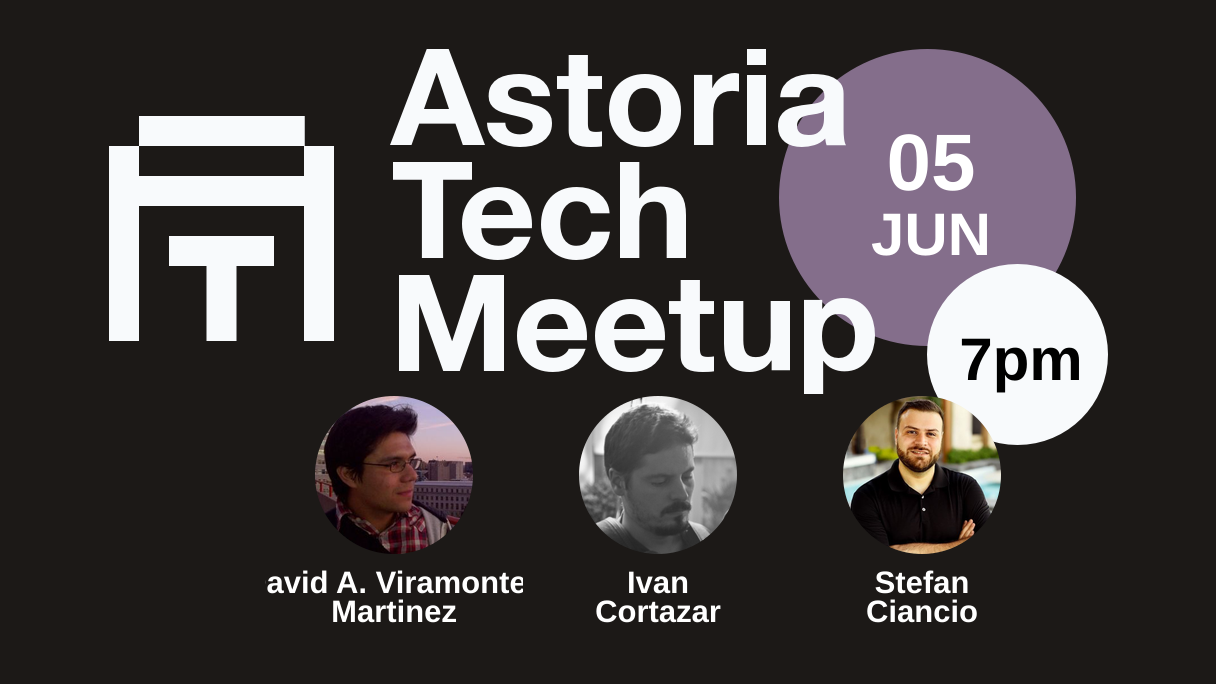 Astoria
Tech
Meetup
05
JUN
7pm
avid A. Viramonte
Martinez
Ivan
Cortazar
Stefan
Ciancio